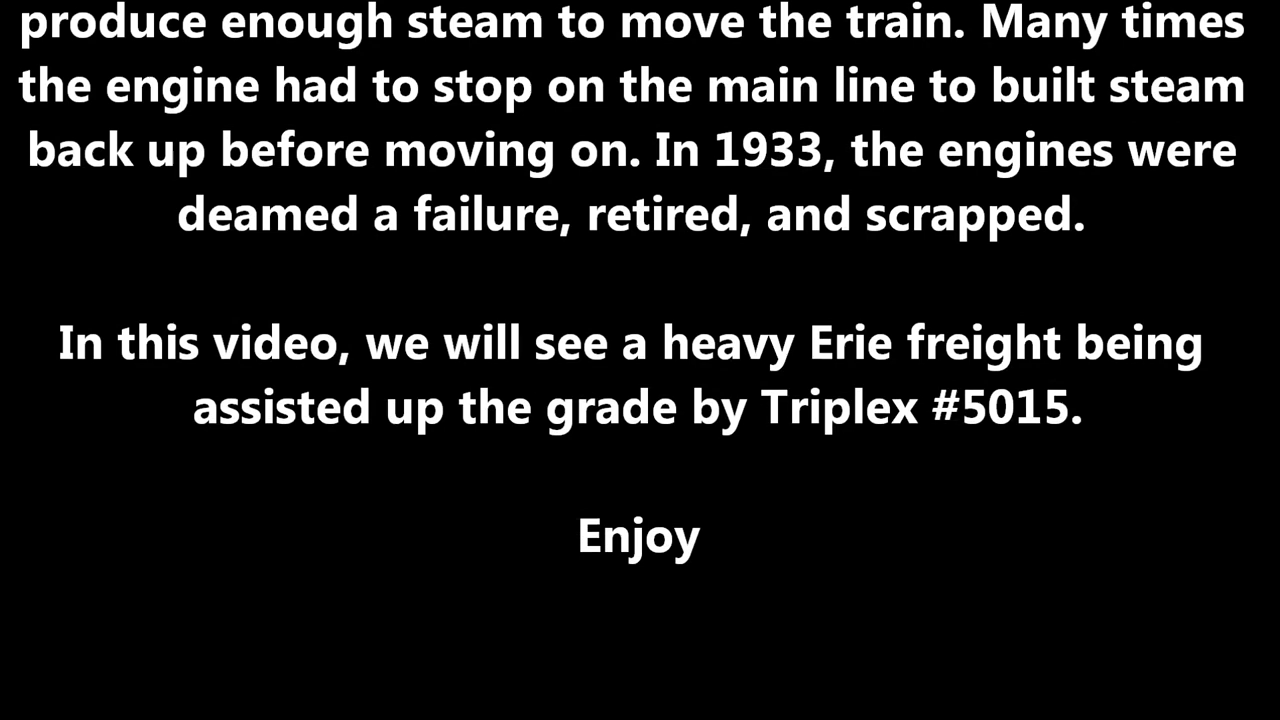 produce enough steam to move the train. Many times
the engine had to stop on the main line to built steam
back up before moving on. In 1933, the engines were
deamed a failure, retired, and scrapped.
In this video, we will see a heavy Erie freight being
assisted up the grade by Triplex #5015.
Enjoy